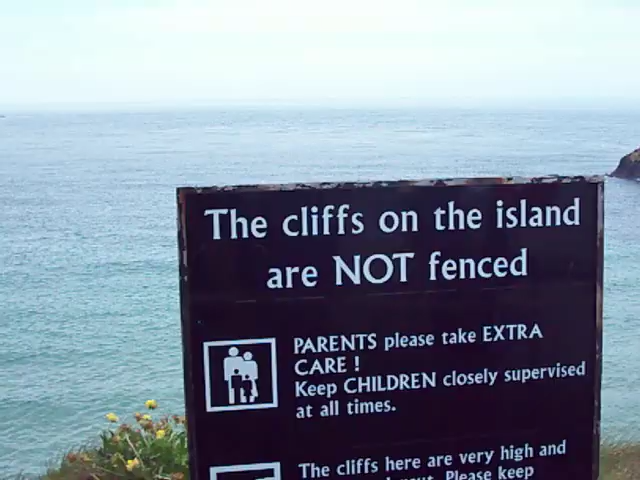 The cliffs on the island
are NOT fenced
PARENTS please take EXTRA
CARE !
Keep CHILDREN closely supervised
at all times.
The cliffs here are very high and
Please keep